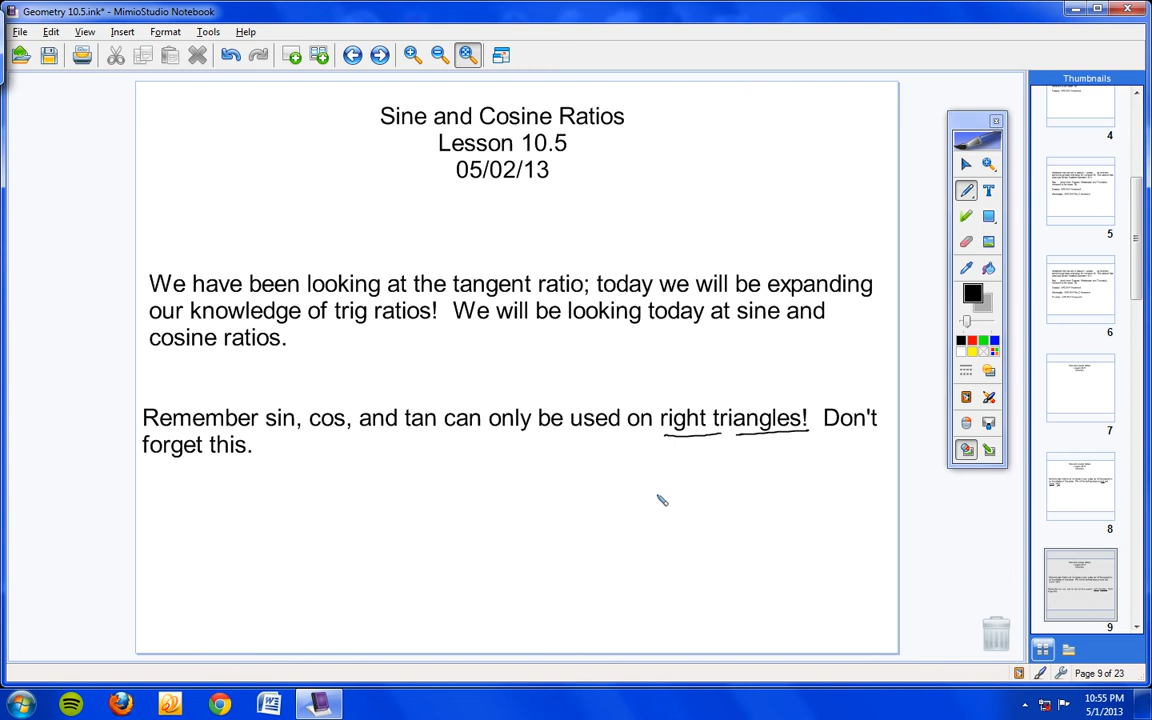 Geometry 10.5.ink* - MimioStudio Notebook
File Edit View Insert Format Tools Help
Thumbnails
Sine and Cosine Ratios
Lesson 10.5
05/02/13
We have been looking at the tangent ratio; today we will be expanding
our knowledge of trig ratios! We will be looking today at sine and
cosine ratios.
Remember sin, cos, and tan can only be used on right triangles! Don't
forget this.
T
4
5
6
7
8
9
Page 9 of 23
W
10:55 PM
5/1/2013